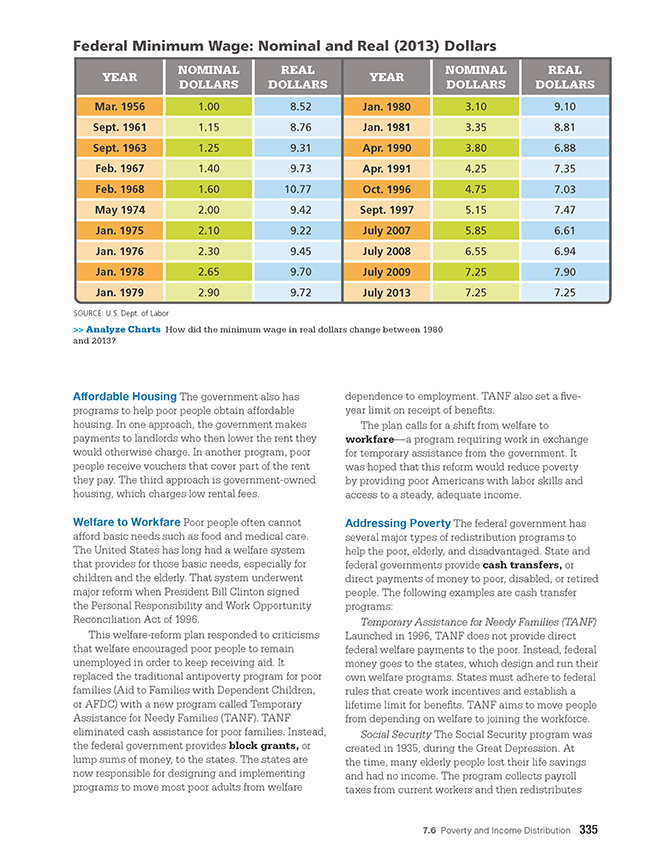 Federal Minimum Wage: Nominal and Real (2013) Dollars
YEAR NOMINAL DOLLARS REAL DOLLARS YEAR NOMINAL DOLLARS REAL DOLLARS
Mar. 1956 1.00 8.52 Jan. 1980 3.10 9.10
Sept. 1961 1.15 8.76 Jan. 1981 3.35 8.81
Sept. 1963 1.25 9.31 Apr. 1990 3.80 6.88
Feb. 1967 1.40 9.73 Apr. 1991 4.25 7.35
Feb. 1968 1.60 10.77 Oct. 1996 4.75 7.03
May 1974 2.00 9.42 Sept. 1997 5.15 7.47
Jan. 1975 2.10 9.22 July 2007 5.85 6.61
Jan. 1976 2.30 9.45 July 2008 6.55 6.94
Jan. 1978 2.65 9.70 July 2009 7.25 7.90
Jan. 1979 2.90 9.72 July 2013 7.25 7.25
SOURCE: U.S. Dept. of Labor
>> Analyze Charts How did the minimum wage in real dollars change between 1980
and 2013?
Affordable Housing The government also has
programs to help poor people obtain affordable
housing. In one approach, the government makes
payments to landlords who then lower the rent they
would otherwise charge. In another program, poor
people receive vouchers that cover part of the rent
they pay. The third approach is government-owned
housing, which charges low rental fees.
Welfare to Workfare Poor people often cannot
afford basic needs such as food and medical care.
The United States has long had a welfare system
that provides for those basic needs, especially for
children and the elderly. That system underwent
major reform when President Bill Clinton signed
the Personal Responsibility and Work Opportunity
Reconciliation Act of 1996.
This welfare-reform plan responded to criticisms
that welfare encouraged poor people to remain
unemployed in order to keep receiving aid. It
replaced the traditional antipoverty program for poor
families (Aid to Families with Dependent Children,
or AFDC) with a new program called Temporary
Assistance for Needy Families (TANF). TANF
eliminated cash assistance for poor families. Instead,
the federal government provides block grants, or
lump sums of money, to the states. The states are
now responsible for designing and implementing
programs to move most poor adults from welfare
dependence to employment. TANF also set a five-
year limit on receipt of benefits.
The plan calls for a shift from welfare to
workfare—a program requiring work in exchange
for temporary assistance from the government. It
was hoped that this reform would reduce poverty
by providing poor Americans with labor skills and
access to a steady, adequate income.
Addressing Poverty The federal government has
several major types of redistribution programs to
help the poor, elderly, and disadvantaged. State and
federal governments provide cash transfers, or
direct payments of money to poor, disabled, or retired
people. The following examples are cash transfer
programs:
Temporary Assistance for Needy Families (TANF)
Launched in 1996, TANF does not provide direct
federal welfare payments to the poor. Instead, federal
money goes to the states, which design and run their
own welfare programs. States must adhere to federal
rules that create work incentives and establish a
lifetime limit for benefits. TANF aims to move people
from depending on welfare to joining the workforce.
Social Security The Social Security program was
created in 1935, during the Great Depression. At
the time, many elderly people lost their life savings
and had no income. The program collects payroll
taxes from current workers and then redistributes
7.6 Poverty and Income Distribution 335